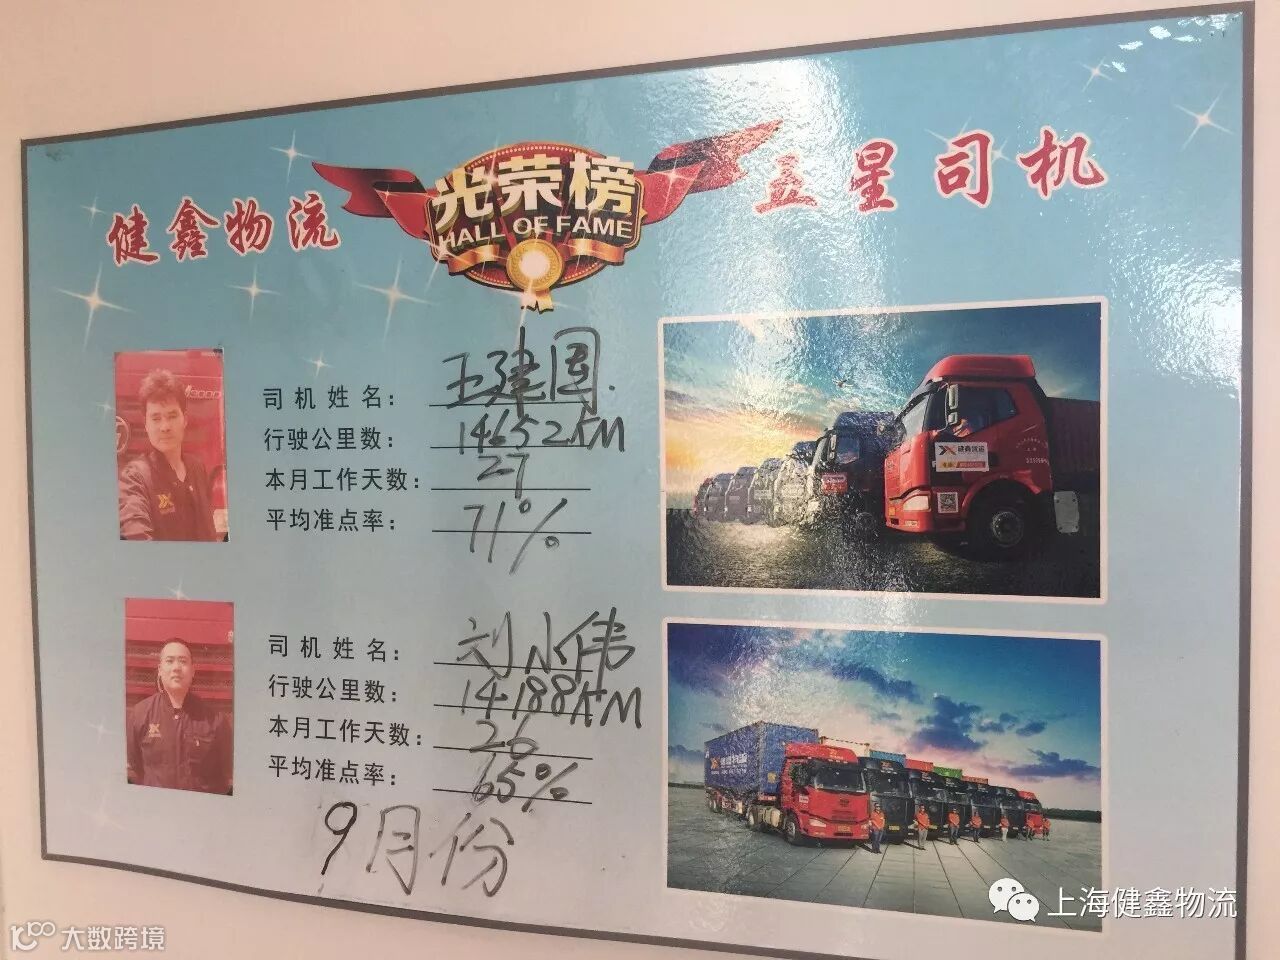 健鑫物流
光荣榜
HALL OF FAME
五星司机
司机姓名：王建国
行驶公里数：14652KM
本月工作天数：27
平均准点率：71%
司机姓名：刘小伟
行驶公里数：14188KM
本月工作天数：26
平均准点率：65%
9月份
上海健鑫物流
大数跨境